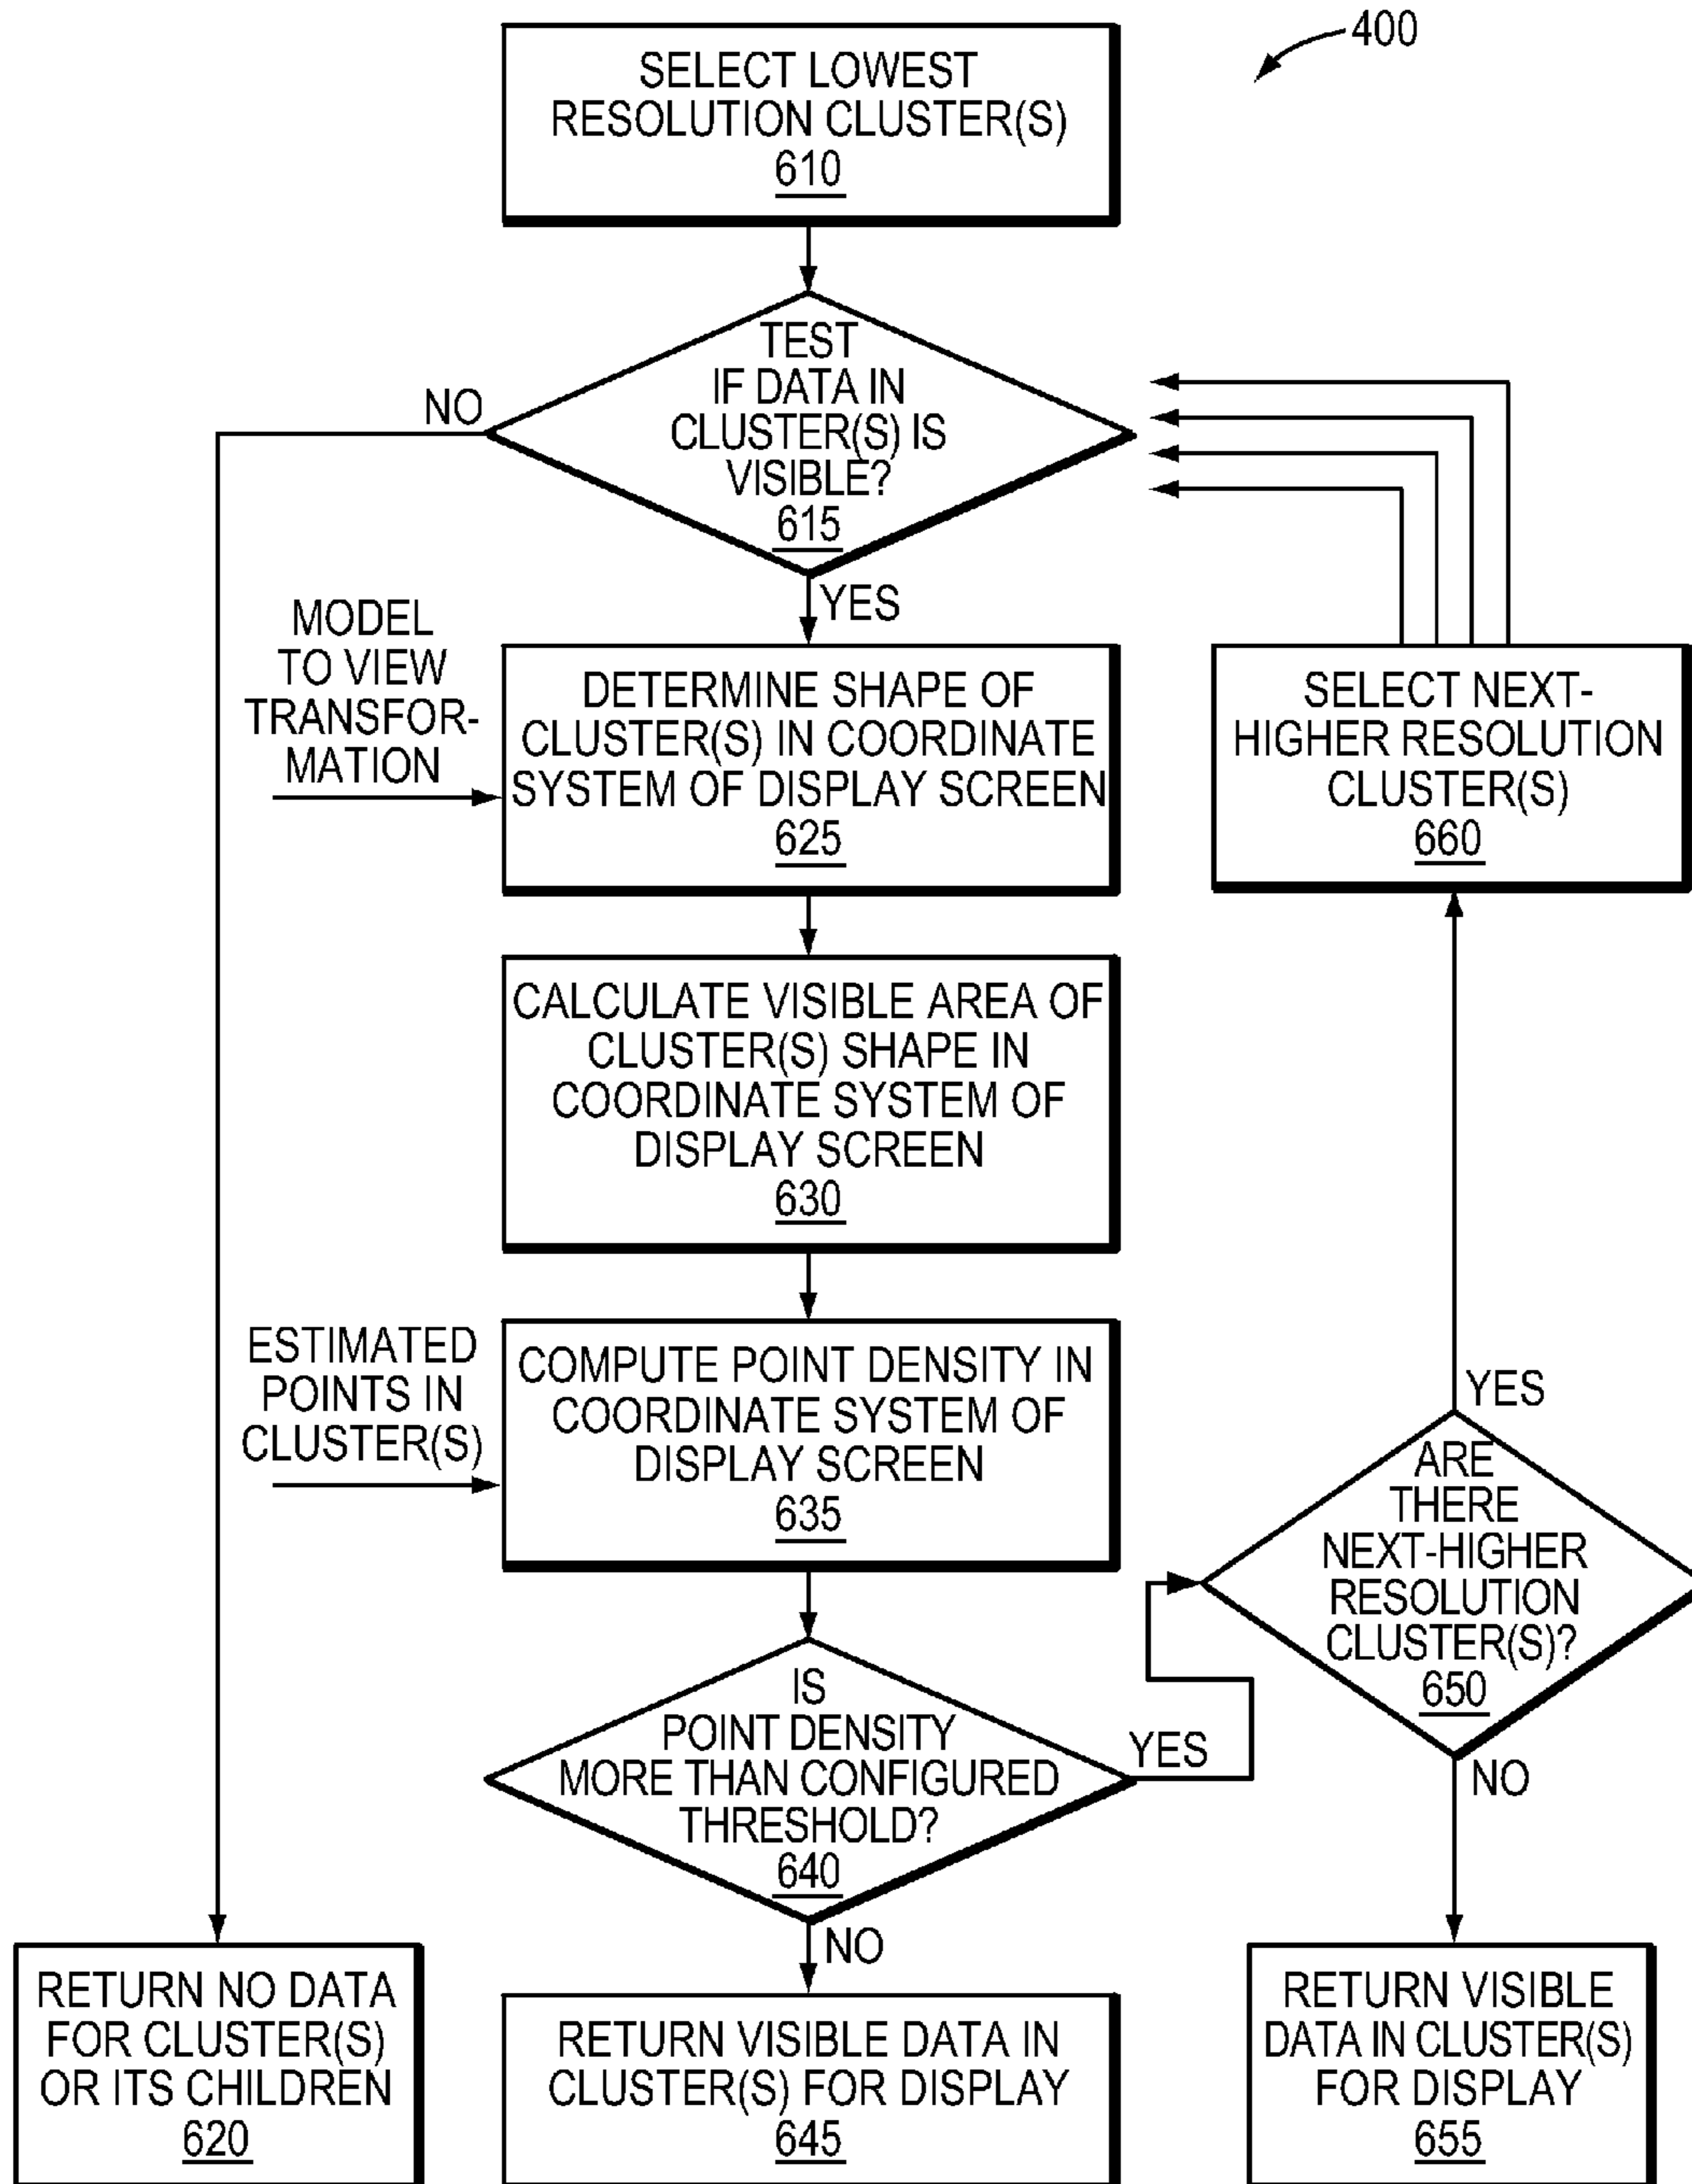 400
SELECT LOWEST
RESOLUTION CLUSTER(S)
610
TEST
IF DATA IN
CLUSTER(S) IS
VISIBLE?
615
NO
YES
MODEL
TO VIEW
TRANSFOR-
MATION
DETERMINE SHAPE OF
CLUSTER(S) IN COORDINATE
SYSTEM OF DISPLAY SCREEN
625
SELECT NEXT-
HIGHER RESOLUTION
CLUSTER(S)
660
CALCULATE VISIBLE AREA OF
CLUSTER(S) SHAPE IN
COORDINATE SYSTEM OF
DISPLAY SCREEN
630
ESTIMATED
POINTS IN
CLUSTER(S)
COMPUTE POINT DENSITY IN
COORDINATE SYSTEM OF
DISPLAY SCREEN
635
YES
ARE
THERE
NEXT-HIGHER
RESOLUTION
CLUSTER(S)?
650
NO
IS
POINT DENSITY
MORE THAN CONFIGURED
THRESHOLD?
640
YES
NO
RETURN NO DATA
FOR CLUSTER(S)
OR ITS CHILDREN
620
RETURN VISIBLE DATA IN
CLUSTER(S) FOR DISPLAY
645
RETURN VISIBLE
DATA IN CLUSTER(S)
FOR DISPLAY
655